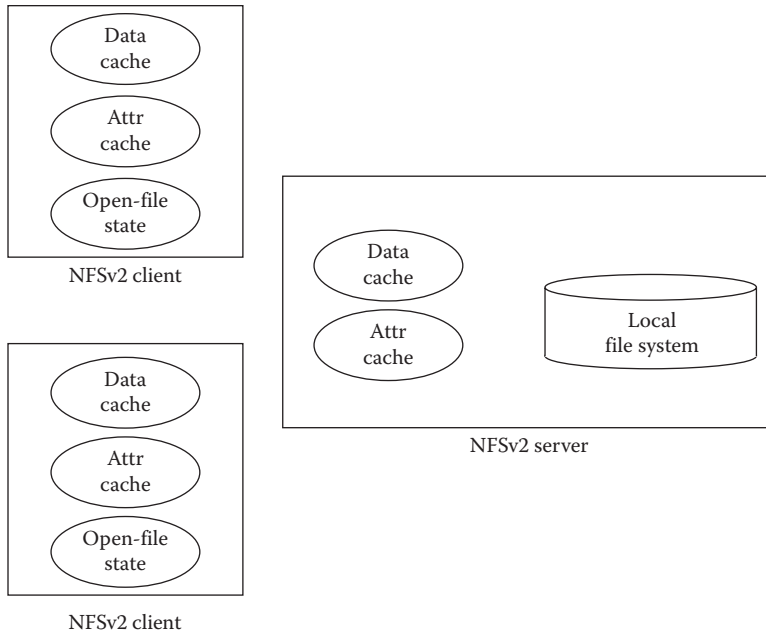 Data
cache
Attr
cache
Open-file
state
NFSv2 client
Data
cache
Attr
cache
Local
file system
NFSv2 server
Data
cache
Attr
cache
Open-file
state
NFSv2 client